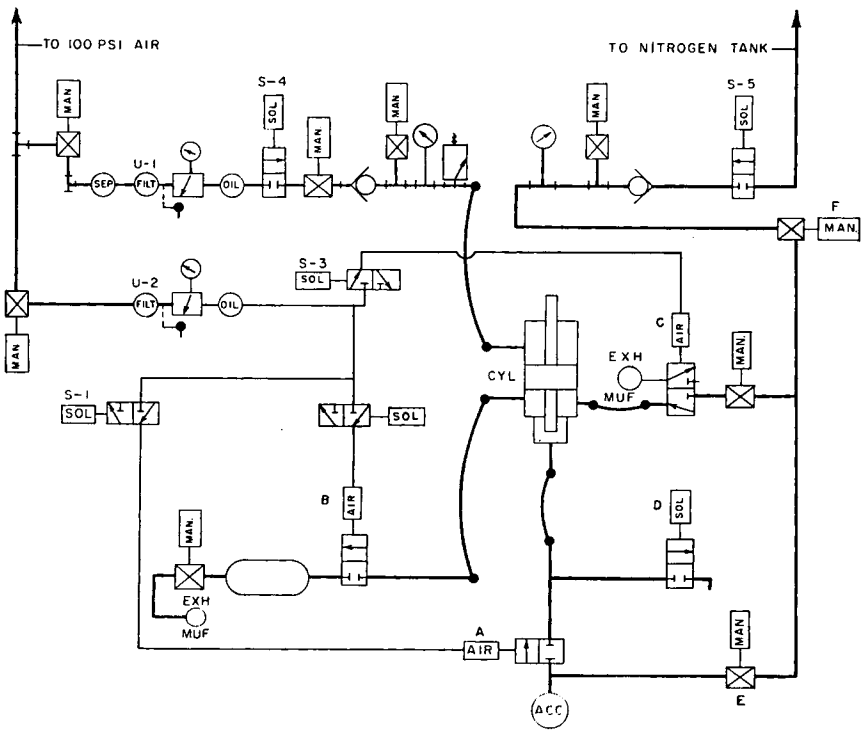 TO 100 PSI AIR
TO NITROGEN TANK
S-4
S-5
MAN
SOL
MAN.
MAN
MAN
SOL
U-1
SEP
FILT
OIL
F
MAN.
S-3
SOL
U-2
FILT
OIL
MAN
C
AIR
EXH
MUF
MAN.
CYL
S-1
SOL
SOL
B
AIR
MAN.
D
SOL
EXH
MUF
A
AIR
MAN
E
ACC